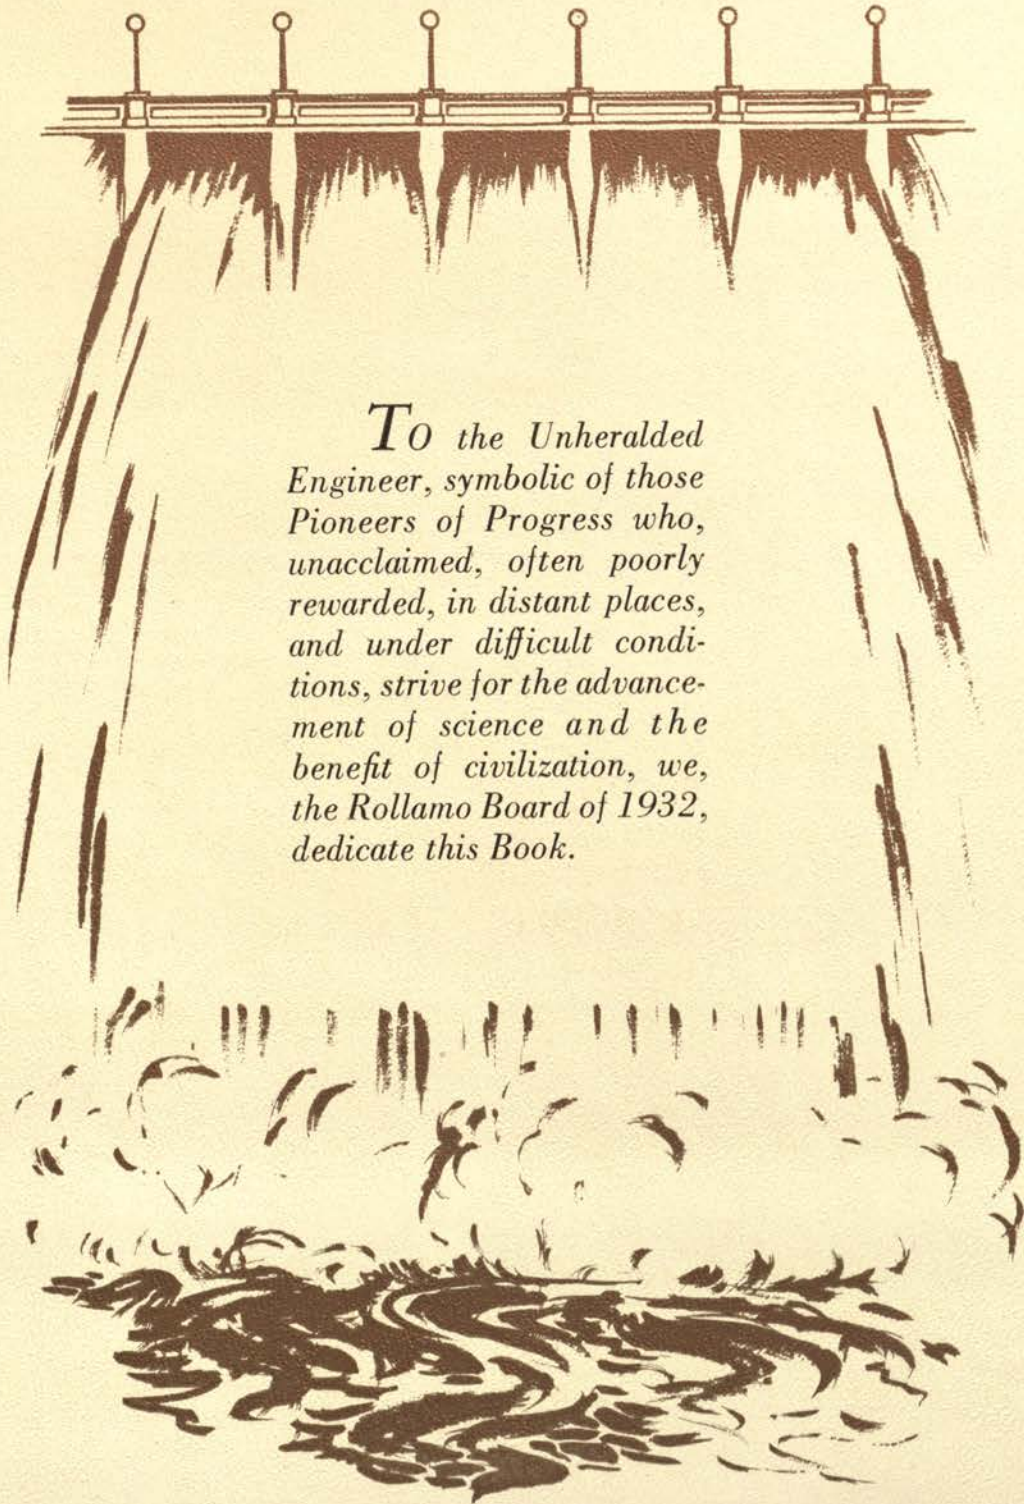 To the Unheralded
Engineer, symbolic of those
Pioneers of Progress who,
unacclaimed, often poorly
rewarded, in distant places,
and under difficult condi-
tions, strive for the advance-
ment of science and the
benefit of civilization, we,
the Rollamo Board of 1932,
dedicate this Book.